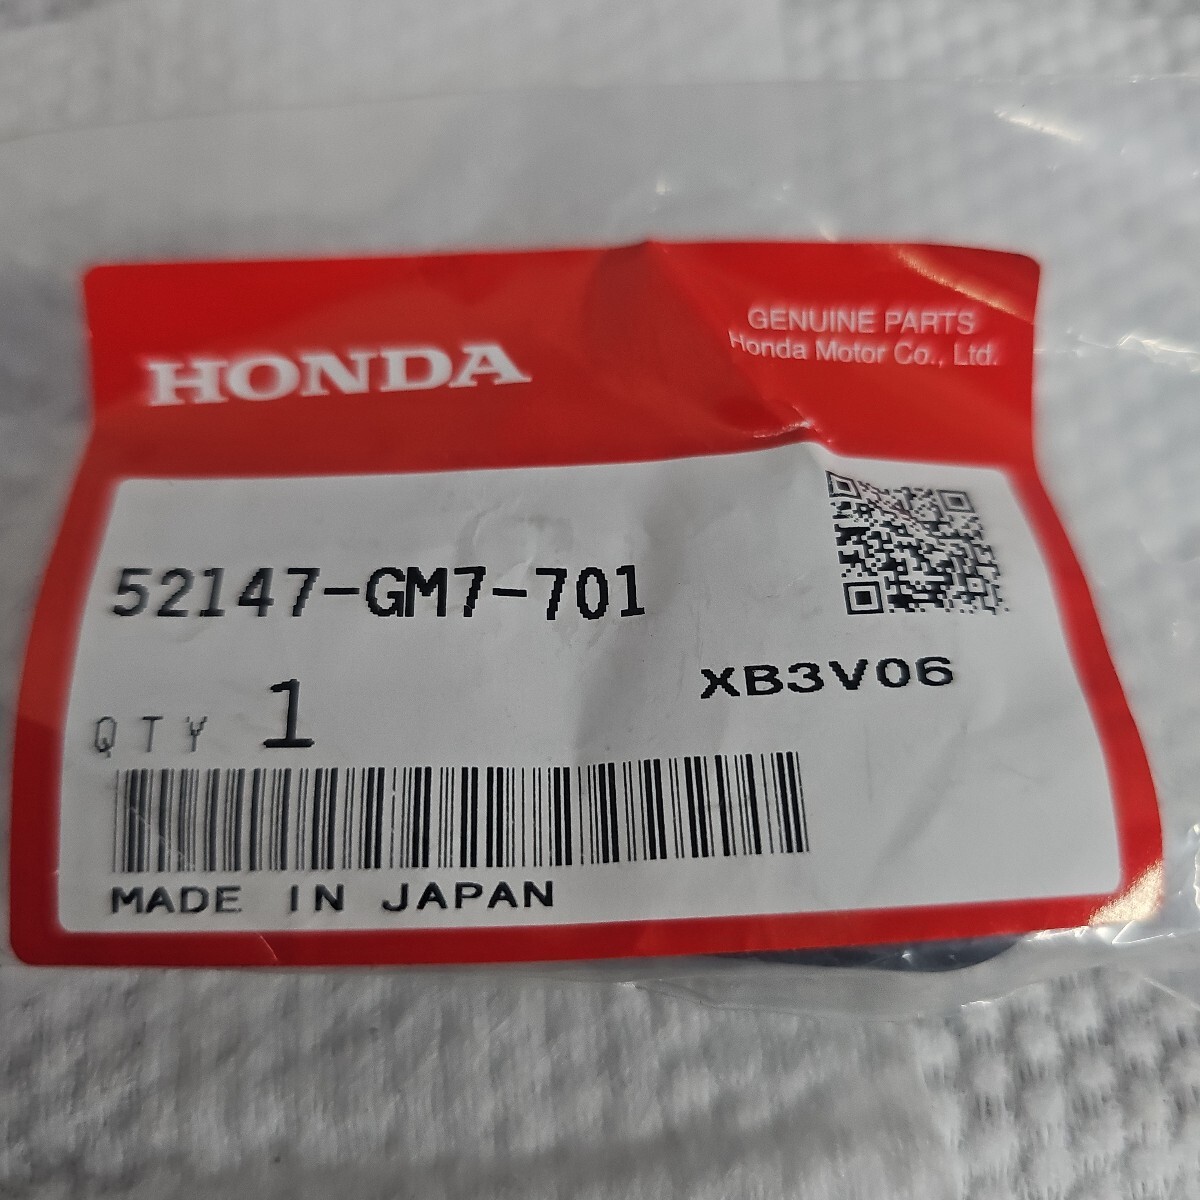 HONDA
GENUINE PARTS
Honda Motor Co., Ltd.
52147-GM7-701
XB3V06
QTY 1
MADE IN JAPAN